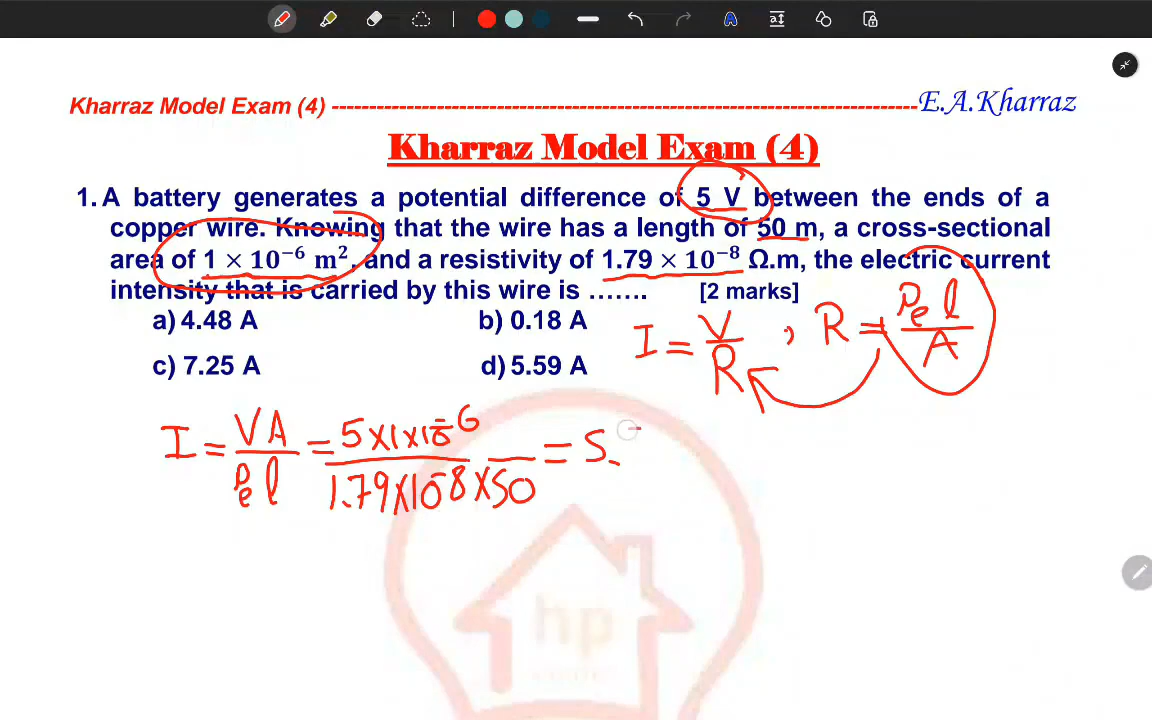 Kharraz Model Exam (4) ---------------------------------------------------------------------------------E.A.Kharraz
Kharraz Model Exam (4)
1. A battery generates a potential difference of 5 V between the ends of a
copper wire. Knowing that the wire has a length of 50 m, a cross-sectional
area of 1 × 10⁻⁶ m², and a resistivity of 1.79 × 10⁻⁸ Ω.m, the electric current
intensity that is carried by this wire is ....... [2 marks]
a) 4.48 A b) 0.18 A
c) 7.25 A d) 5.59 A
I = V/R , R = ρₑ l / A
I = VA / ρₑ l = 5×1×10⁻⁶ / 1.79×10⁻⁸×50 = 5.
hp